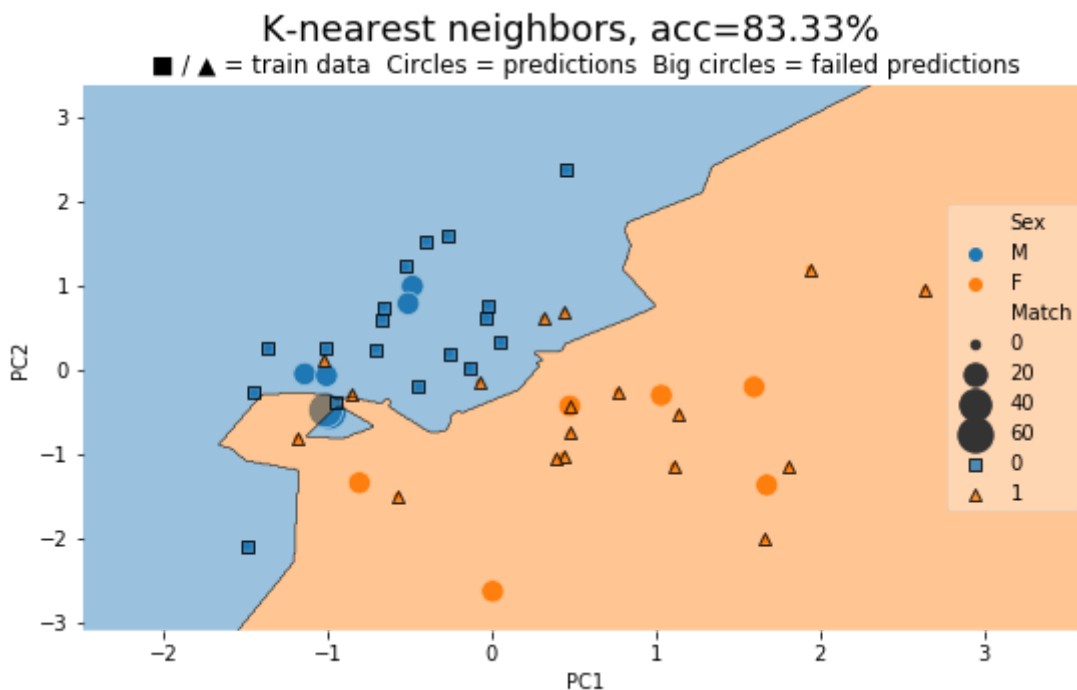 K-nearest neighbors, acc=83.33%
■ / ▲ = train data  Circles = predictions  Big circles = failed predictions
3
2
1
0
−1
−2
−3
PC2
−2
−1
0
1
2
3
PC1
Sex
M
F
Match
0
20
40
60
0
1